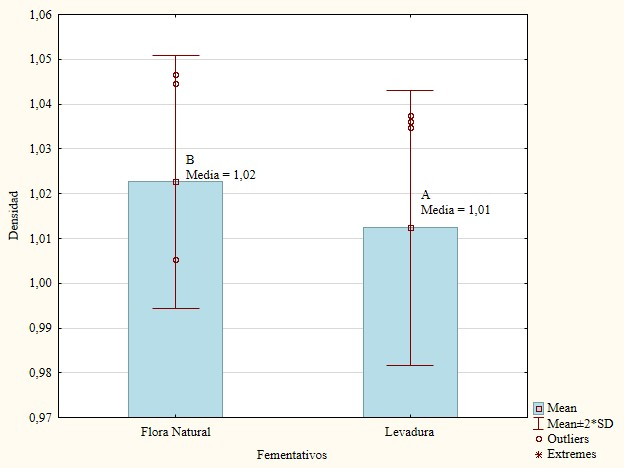 1,06
1,05
1,04
1,03
1,02
1,01
1,00
0,99
0,98
0,97
Densidad
B
Media = 1,02
A
Media = 1,01
Flora Natural
Levadura
Fementativos
Mean
Mean±2*SD
Outliers
Extremes